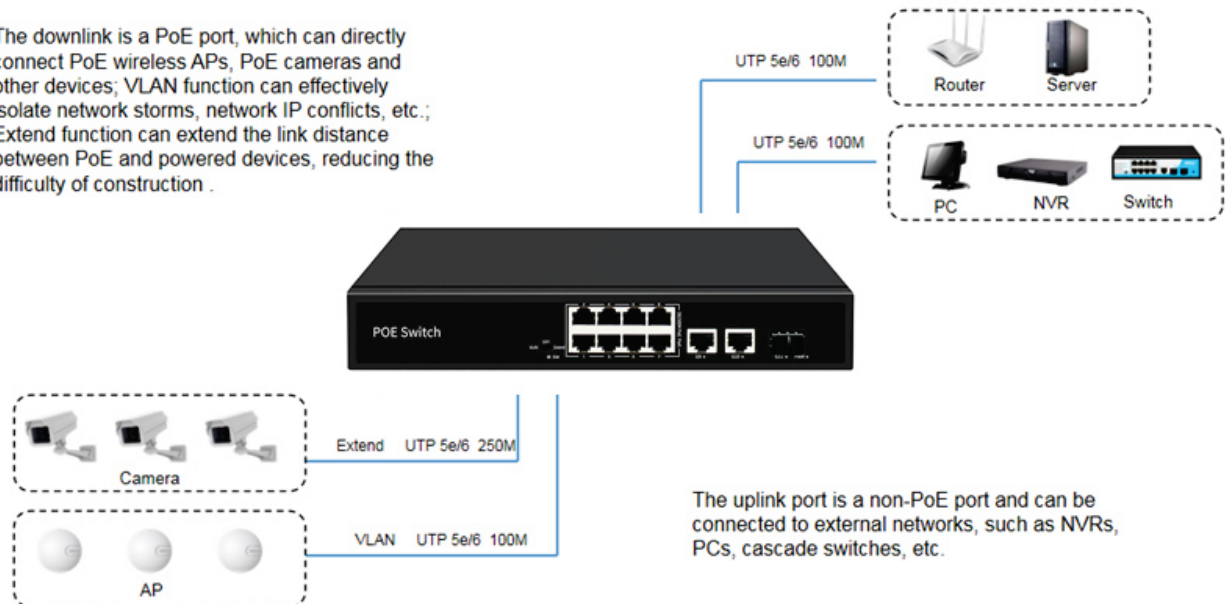 The downlink is a PoE port, which can directly
connect PoE wireless APs, PoE cameras and
other devices; VLAN function can effectively
isolate network storms, network IP conflicts, etc.;
Extend function can extend the link distance
between PoE and powered devices, reducing the
difficulty of construction .
UTP 5e/6 100M
Router
Server
UTP 5e/6 100M
PC
NVR
Switch
POE Switch
Extend UTP 5e/6 250M
Camera
VLAN UTP 5e/6 100M
AP
The uplink port is a non-PoE port and can be
connected to external networks, such as NVRs,
PCs, cascade switches, etc.